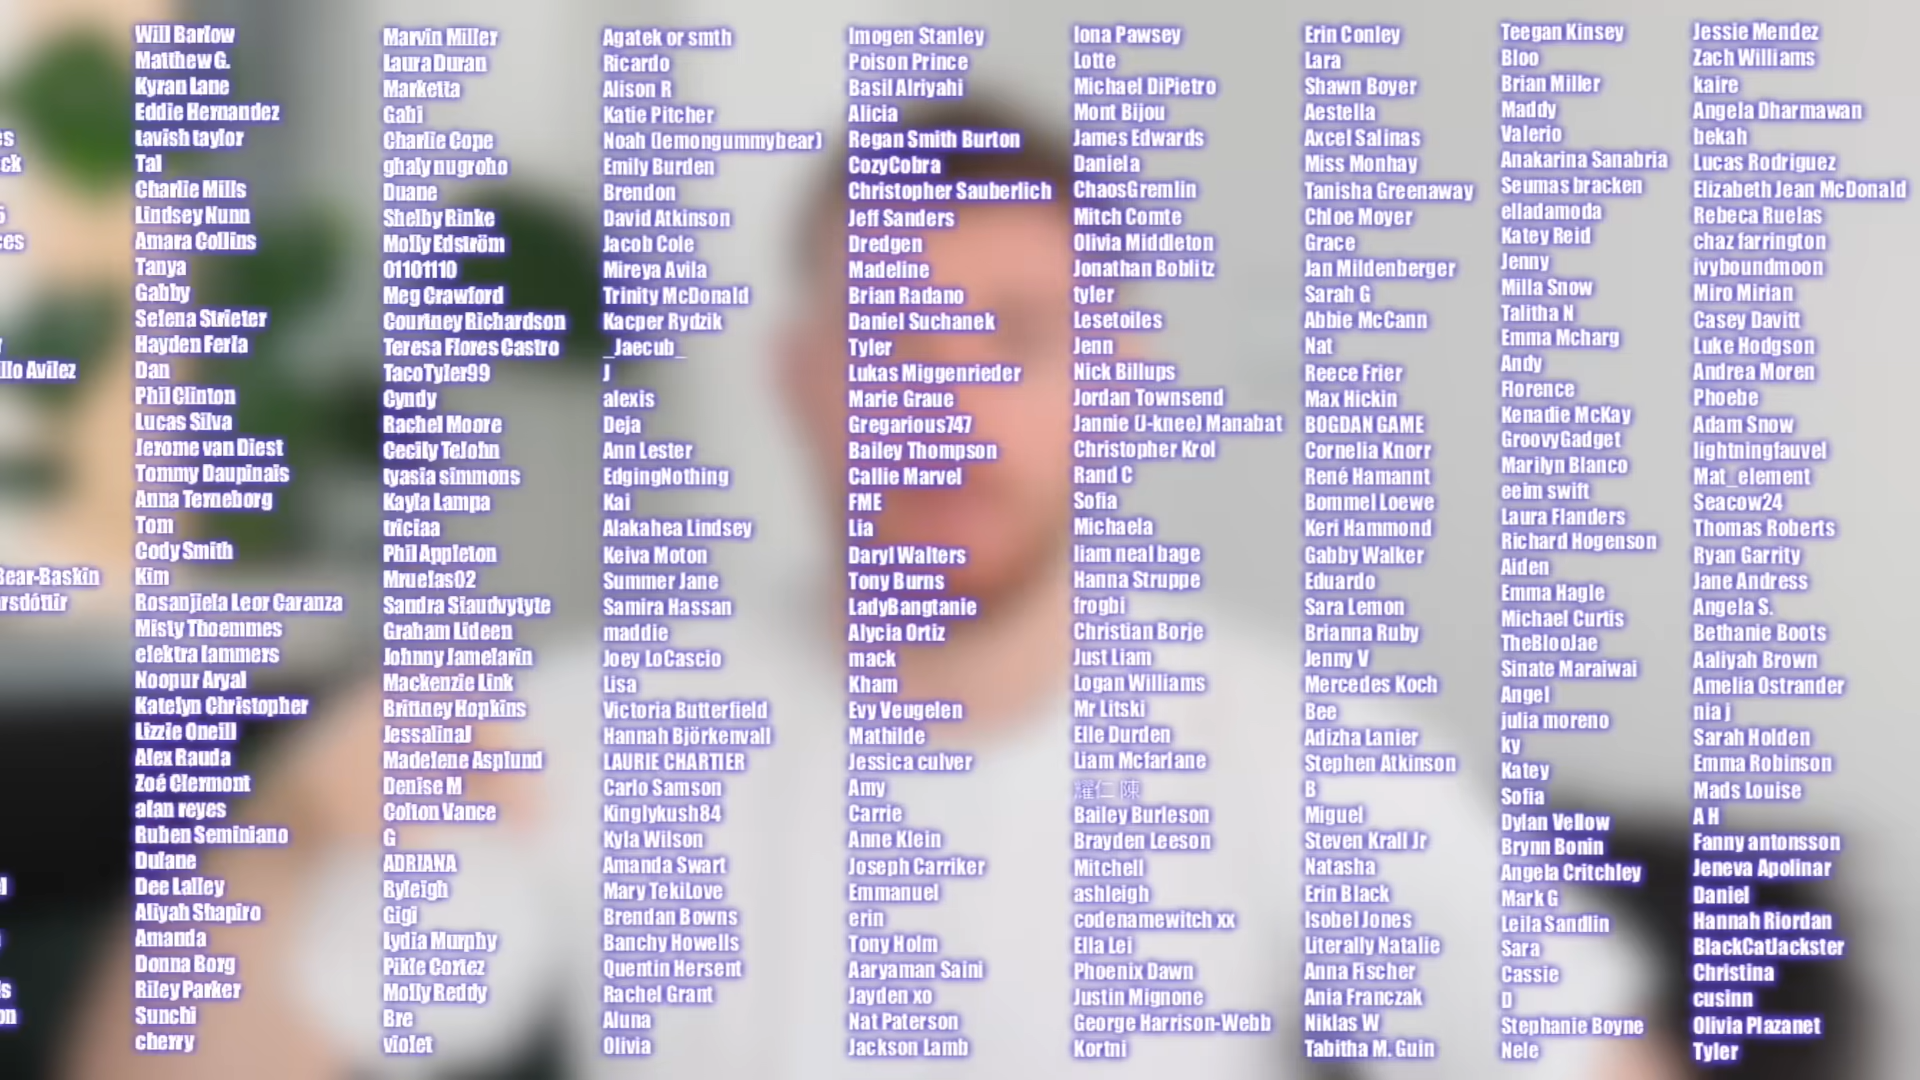 es
ck
5
ces
llo Avilez
Bear-Baskin
rsdóttir
ls
on
Will Barlow
Matthew G.
Kyran Lane
Eddie Hernandez
tavish taylor
Tal
Charlie Mills
Lindsey Nunn
Amara Collins
Tanya
Gabby
Selena Strieter
Hayden Ferla
Dan
Phil Clinton
Lucas Silva
Jerome van Diest
Tommy Daupinais
Anna Terneborg
Tom
Cody Smith
Kim
Rosanjiela Leor Caranza
Misty Thoemmes
elektra lammers
Noopur Aryal
Katelyn Christopher
Lizzie Oneill
Alex Rauda
Zoé Clermont
alan reyes
Ruben Seminiano
Dulane
Dee Lalley
Aliyah Shapiro
Amanda
Donna Borg
Riley Parker
Sunchi
cherry
Marvin Miller
Laura Duran
Marketta
Gabi
Charlie Cope
ghaly nugroho
Duane
Shelby Rinke
Molly Edström
01101110
Meg Crawford
Courtney Richardson
Teresa Flores Castro
TacoTyler99
Cyndy
Rachel Moore
Cecily TeJohn
tyasia simmons
Kayla Lampa
triciaa
Phil Appleton
Mruelas02
Sandra Siaudvytyte
Graham Lideen
Johnny Jamelarin
Mackenzie Link
Brittney Hopkins
JessalinaJ
Madelene Asplund
Denise M
Colton Vance
G
ADRIANA
Ryleigh
Gigi
Lydia Murphy
Pikle Cortez
Molly Reddy
Bre
violet
Agatek or smth
Ricardo
Alison R
Katie Pitcher
Noah (lemongummybear)
Emily Burden
Brendon
David Atkinson
Jacob Cole
Mireya Avila
Trinity McDonald
Kacper Rydzik
_Jaecub_
J
alexis
Deja
Ann Lester
EdgingNothing
Kai
Alakahea Lindsey
Keiva Moton
Summer Jane
Samira Hassan
maddie
Joey LoCascio
Lisa
Victoria Butterfield
Hannah Björkenvall
LAURIE CHARTIER
Carlo Samson
Kinglykush84
Kyla Wilson
Amanda Swart
Mary TekiLove
Brendan Bowns
Banchy Howells
Quentin Hersent
Rachel Grant
Aluna
Olivia
Imogen Stanley
Poison Prince
Basil Alriyahi
Alicia
Regan Smith Burton
CozyCobra
Christopher Sauberlich
Jeff Sanders
Dredgen
Madeline
Brian Radano
Daniel Suchanek
Tyler
Lukas Miggenrieder
Marie Graue
Gregarious747
Bailey Thompson
Callie Marvel
FME
Lia
Daryl Walters
Tony Burns
LadyBangtanie
Alycia Ortiz
mack
Kham
Evy Veugelen
Mathilde
Jessica culver
Amy
Carrie
Anne Klein
Joseph Carriker
Emmanuel
erin
Tony Holm
Aaryaman Saini
Jayden xo
Nat Paterson
Jackson Lamb
Iona Pawsey
Lotte
Michael DiPietro
Mont Bijou
James Edwards
Daniela
ChaosGremlin
Mitch Comte
Olivia Middleton
Jonathan Boblitz
tyler
Lesetoiles
Jenn
Nick Billups
Jordan Townsend
Jannie (J-knee) Manabat
Christopher Krol
Rand C
Sofia
Michaela
liam neal bage
Hanna Struppe
frogbi
Christian Borje
Just Liam
Logan Williams
Mr Litski
Elle Durden
Liam Mcfarlane
耀仁 陳
Bailey Burleson
Brayden Leeson
Mitchell
ashleigh
codenamewitch xx
Ella Lei
Phoenix Dawn
Justin Mignone
George Harrison-Webb
Kortni
Erin Conley
Lara
Shawn Boyer
Aestella
Axcel Salinas
Miss Monhay
Tanisha Greenaway
Chloe Moyer
Grace
Jan Mildenberger
Sarah G
Abbie McCann
Nat
Reece Frier
Max Hickin
BOGDAN GAME
Cornelia Knorr
René Hamannt
Bommel Loewe
Keri Hammond
Gabby Walker
Eduardo
Sara Lemon
Brianna Ruby
Jenny V
Mercedes Koch
Bee
Adizha Lanier
Stephen Atkinson
B
Miguel
Steven Krall Jr
Natasha
Erin Black
Isobel Jones
Literally Natalie
Anna Fischer
Ania Franczak
Niklas W
Tabitha M. Guin
Teegan Kinsey
Bloo
Brian Miller
Maddy
Valerio
Anakarina Sanabria
Seumas bracken
elladamoda
Katey Reid
Jenny
Milla Snow
Talitha N
Emma Mcharg
Andy
Florence
Kenadie McKay
GroovyGadget
Marilyn Blanco
eeim swift
Laura Flanders
Richard Hogenson
Aiden
Emma Hagle
Michael Curtis
TheBlooJae
Sinate Maraiwai
Angel
julia moreno
ky
Katey
Sofia
Dylan Vellow
Brynn Bonin
Angela Critchley
Mark G
Leila Sandlin
Sara
Cassie
D
Stephanie Boyne
Nele
Jessie Mendez
Zach Williams
kaire
Angela Dharmawan
bekah
Lucas Rodriguez
Elizabeth Jean McDonald
Rebeca Ruelas
chaz farrington
ivyboundmoon
Miro Mirian
Casey Davitt
Luke Hodgson
Andrea Moren
Phoebe
Adam Snow
lightningfauvel
Mat_element
Seacow24
Thomas Roberts
Ryan Garrity
Jane Andress
Angela S.
Bethanie Boots
Aaliyah Brown
Amelia Ostrander
nia j
Sarah Holden
Emma Robinson
Mads Louise
A H
Fanny antonsson
Jeneva Apolinar
Daniel
Hannah Riordan
BlackCatJackster
Christina
cusinn
Olivia Plazanet
Tyler